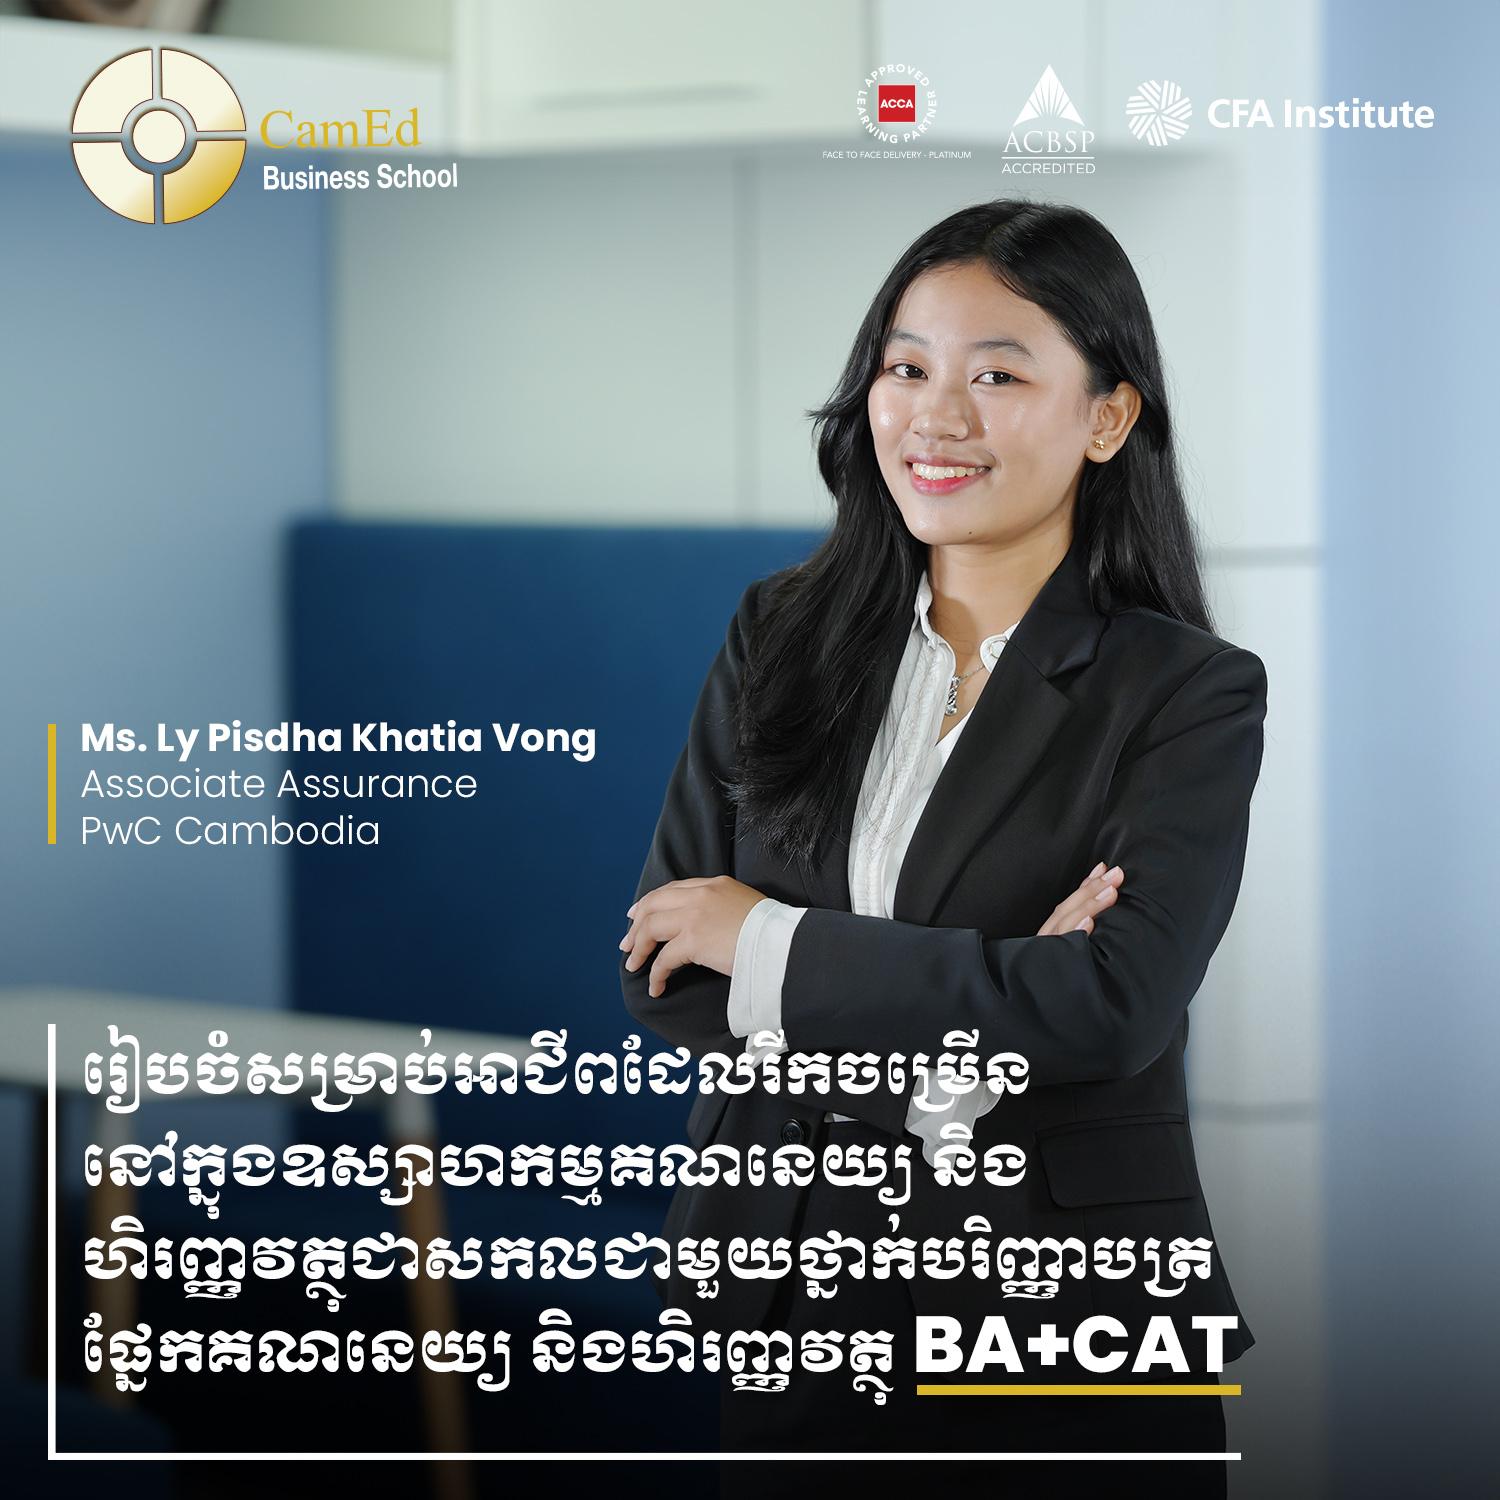 CamEd
Business School
APPROVED
ACCA
LEARNING PARTNER
FACE TO FACE DELIVERY - PLATINUM
ACBSP
ACCREDITED
CFA Institute
Ms. Ly Pisdha Khatia Vong
Associate Assurance
PwC Cambodia
រៀបចំសម្រាប់អាជីពដែលរីកចម្រើន
នៅក្នុងឧស្សាហកម្មគណនេយ្យ និង
ហិរញ្ញវត្ថុជាសកលជាមួយថ្នាក់បរិញ្ញាបត្រ
ផ្នែកគណនេយ្យ និងហិរញ្ញវត្ថុ BA+CAT